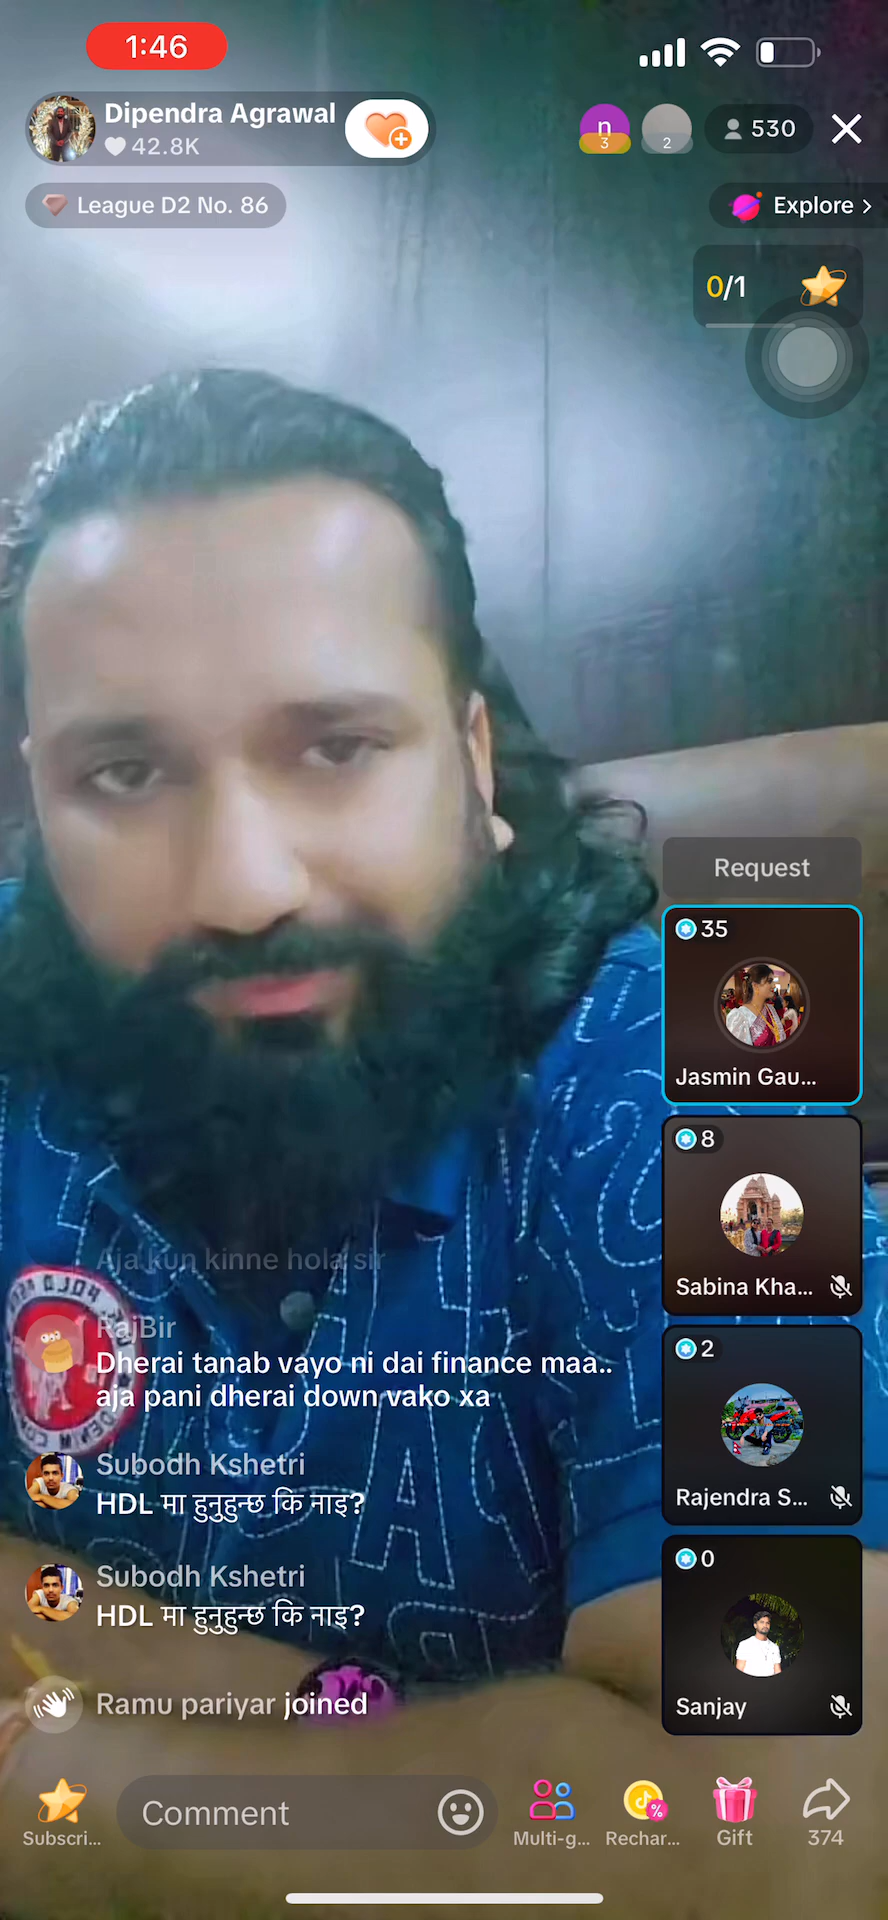 1:46
Dipendra Agrawal
42.8K
n
3
2
530
League D2 No. 86
Explore >
0/1
Request
35
Jasmin Gau...
8
Sabina Kha...
2
Rajendra S...
0
Sanjay
Aja kun kinne hola sir
RajBir
Dherai tanab vayo ni dai finance maa..
aja pani dherai down vako xa
Subodh Kshetri
HDL मा हुनुहुन्छ कि नाइ?
Subodh Kshetri
HDL मा हुनुहुन्छ कि नाइ?
Ramu pariyar joined
Subscri...
Comment
Multi-g...
Rechar...
Gift
374